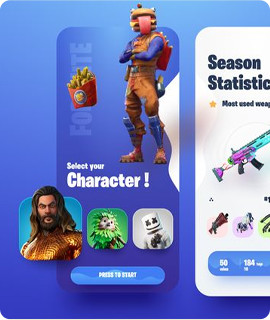 FORTNITE
Select your
Character !
PRESS TO START
Season
Statistic
Most used weap
50
184